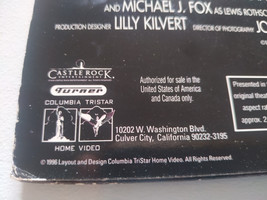 AND MICHAEL J. FOX AS LEWIS ROTHSC
PRODUCTION DESIGNER LILLY KILVERT DIRECTOR OF PHOTOGRAPHY JO
CASTLE ROCK
ENTERTAINMENT
Turner
COLUMBIA TRISTAR
HOME VIDEO
Authorized for sale in the
United States of America
and Canada only.
10202 W. Washington Blvd.
Culver City, California 90232-3195
Presented in
original theat
aspect rat
approx. 2
© 1996 Layout and Design Columbia TriStar Home Video. All Rights Reserved.